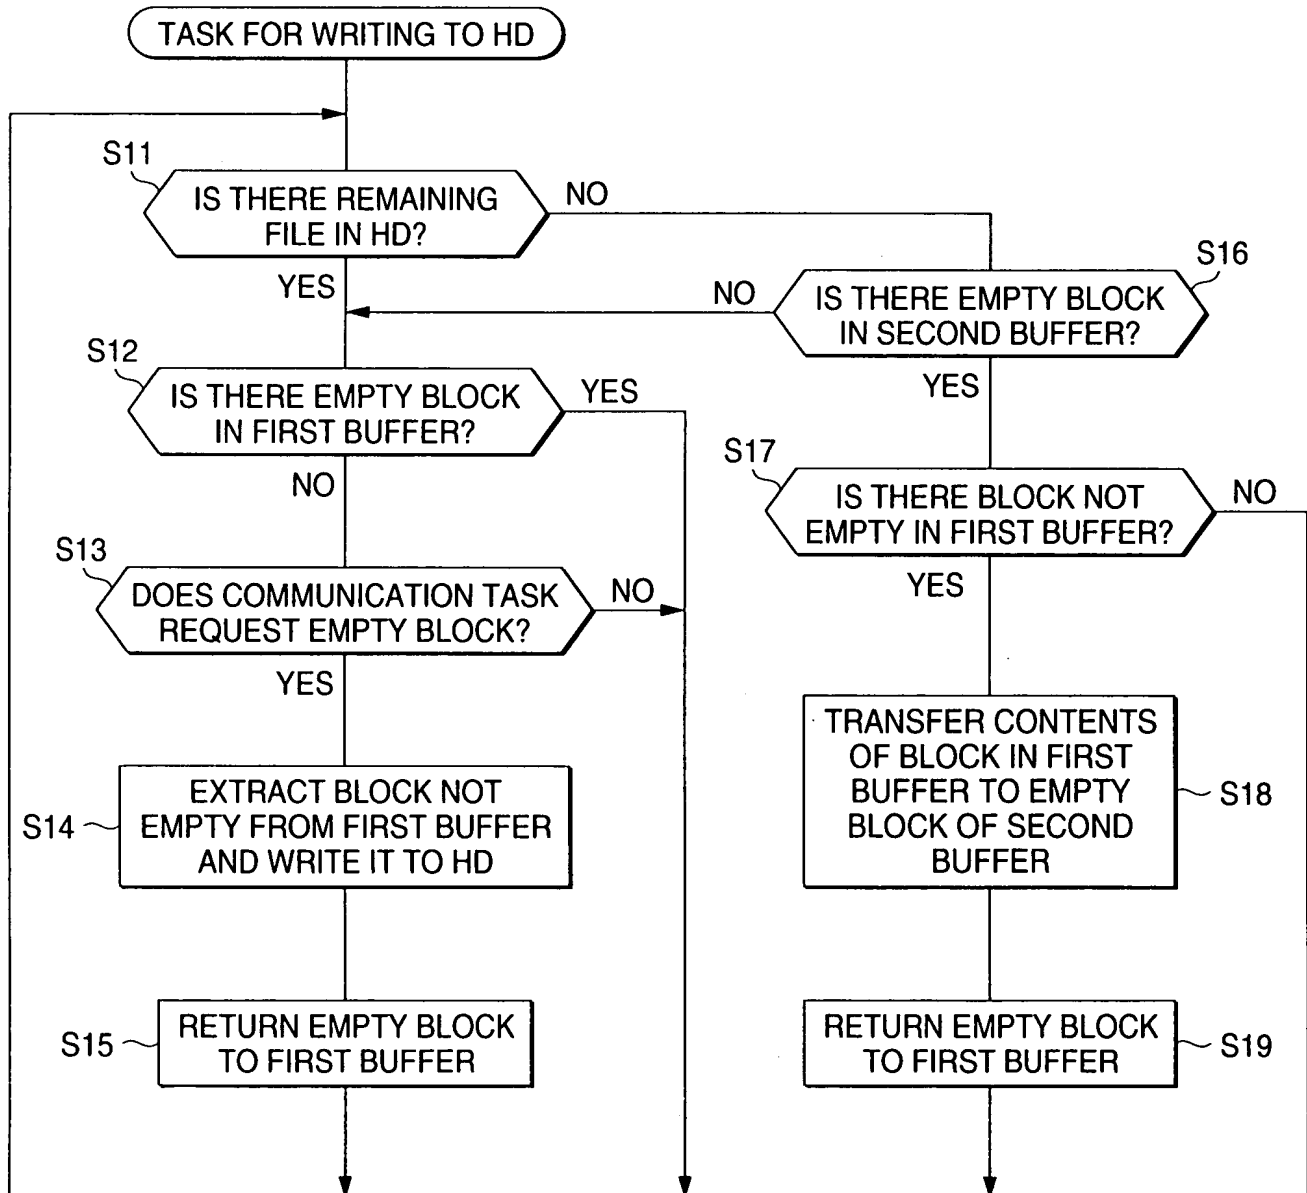 TASK FOR WRITING TO HD
S11
IS THERE REMAINING
FILE IN HD?
NO
YES
S16
IS THERE EMPTY BLOCK
IN SECOND BUFFER?
NO
YES
S12
IS THERE EMPTY BLOCK
IN FIRST BUFFER?
YES
NO
S17
IS THERE BLOCK NOT
EMPTY IN FIRST BUFFER?
NO
YES
S13
DOES COMMUNICATION TASK
REQUEST EMPTY BLOCK?
NO
YES
S14
EXTRACT BLOCK NOT
EMPTY FROM FIRST BUFFER
AND WRITE IT TO HD
TRANSFER CONTENTS
OF BLOCK IN FIRST
BUFFER TO EMPTY
BLOCK OF SECOND
BUFFER
S18
S15
RETURN EMPTY BLOCK
TO FIRST BUFFER
RETURN EMPTY BLOCK
TO FIRST BUFFER
S19